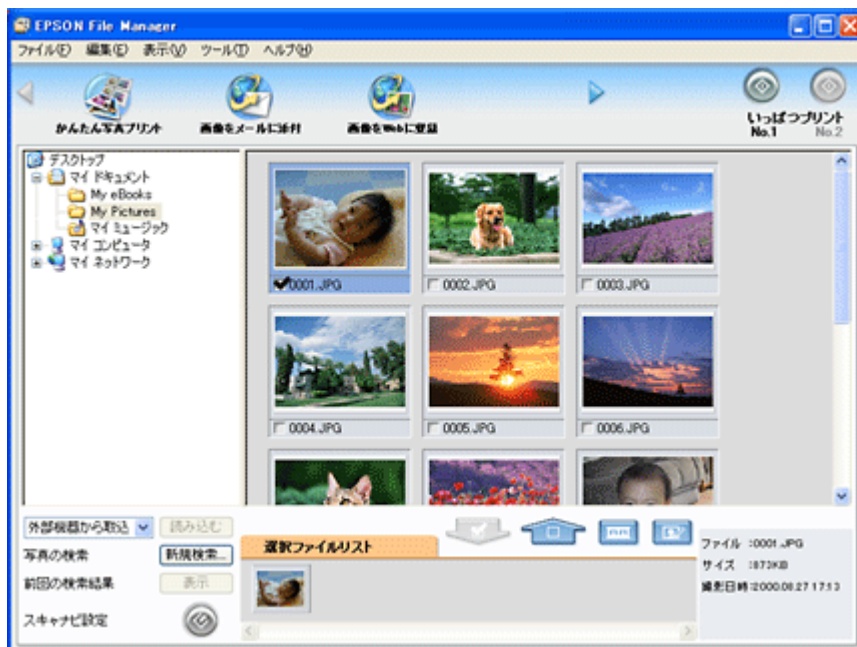 EPSON File Manager
ファイル(F) 編集(E) 表示(V) ツール(T) ヘルプ(H)
かんたん写真プリント 画像をメールに添付 画像をWebに登録 いっぱつプリント
No.1 No.2
デスクトップ
マイ ドキュメント
My eBooks
My Pictures
マイ ミュージック
マイ コンピュータ
マイ ネットワーク
0001.JPG 0002.JPG 0003.JPG
0004.JPG 0005.JPG 0006.JPG
外部機器から取込 読み込む
写真の検索 新規検索...
前回の検索結果 表示
スキャナビ設定
選択ファイルリスト
ファイル :0001.JPG
サイズ :873KB
撮影日時:2000.08.27 17:13